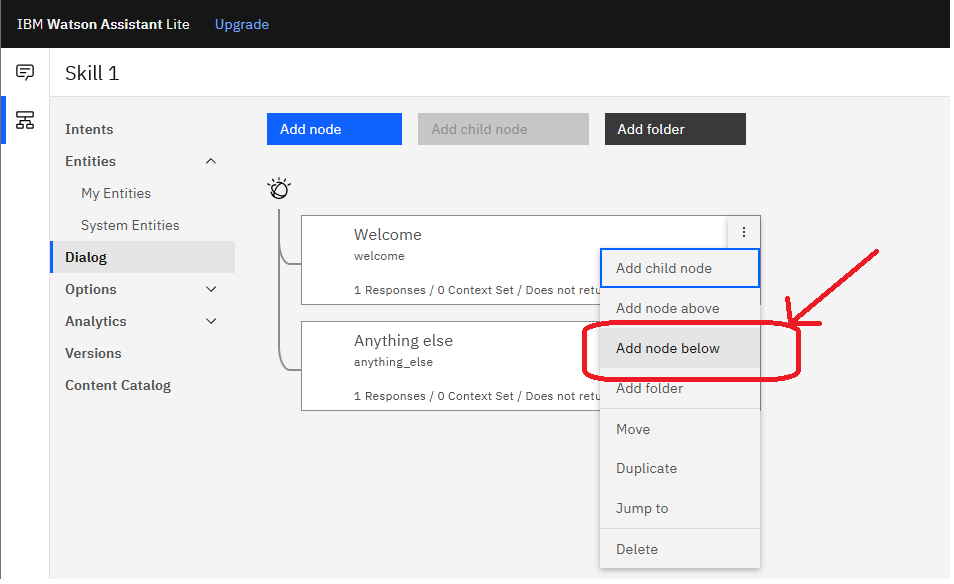 IBM Watson Assistant Lite Upgrade
Skill 1
Intents
Entities
My Entities
System Entities
Dialog
Options
Analytics
Versions
Content Catalog
Add node Add child node Add folder
Welcome
welcome
1 Responses / 0 Context Set / Does not retu
Anything else
anything_else
1 Responses / 0 Context Set / Does not retu
Add child node
Add node above
Add node below
Add folder
Move
Duplicate
Jump to
Delete